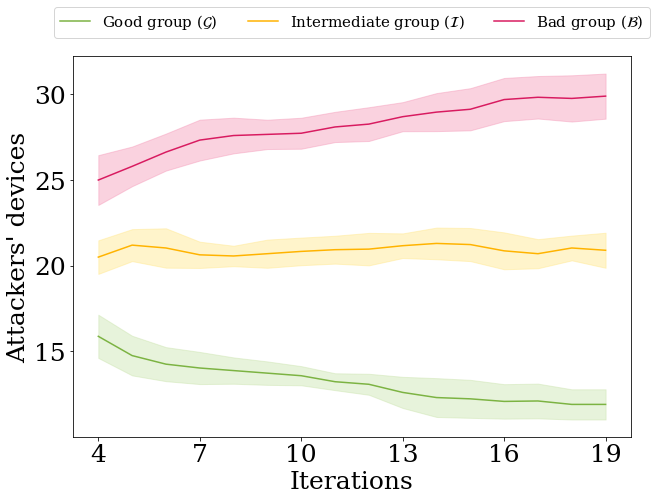 Good group (𝒢) Intermediate group (ℐ) Bad group (ℬ)
30
25
20
15
Attackers' devices
4 7 10 13 16 19
Iterations